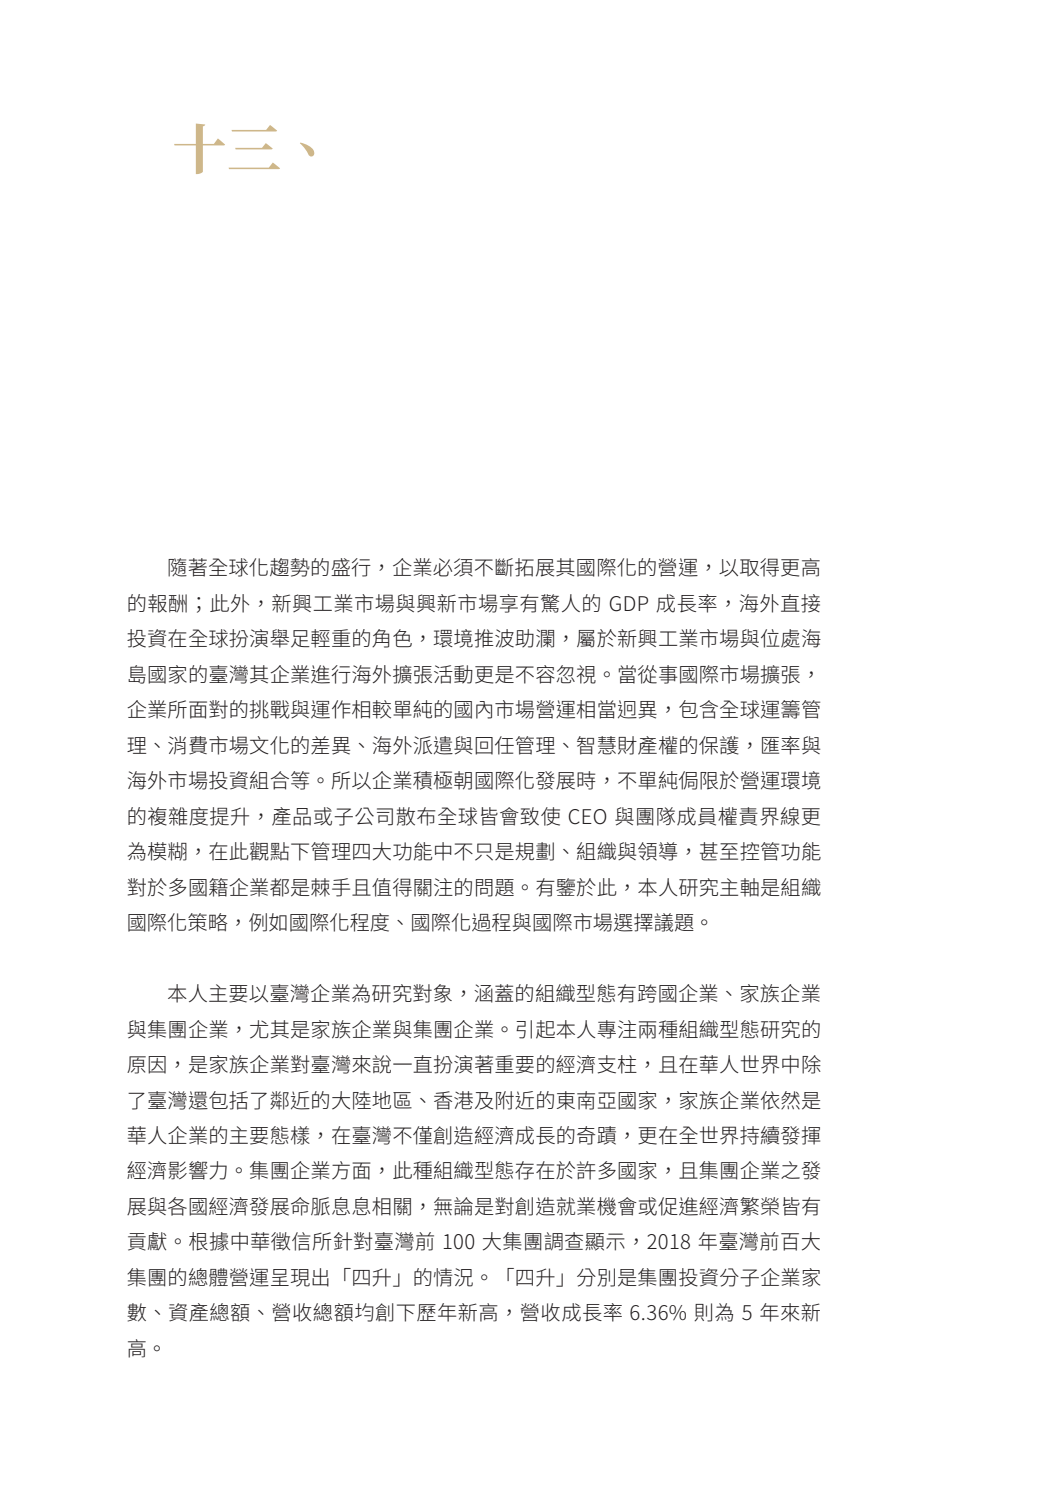 十三、
隨著全球化趨勢的盛行，企業必須不斷拓展其國際化的營運，以取得更高
的報酬；此外，新興工業市場與興新市場享有驚人的 GDP 成長率，海外直接
投資在全球扮演舉足輕重的角色，環境推波助瀾，屬於新興工業市場與位處海
島國家的臺灣其企業進行海外擴張活動更是不容忽視。當從事國際市場擴張，
企業所面對的挑戰與運作相較單純的國內市場營運相當迥異，包含全球運籌管
理、消費市場文化的差異、海外派遣與回任管理、智慧財產權的保護，匯率與
海外市場投資組合等。所以企業積極朝國際化發展時，不單純侷限於營運環境
的複雜度提升，產品或子公司散布全球皆會致使 CEO 與團隊成員權責界線更
為模糊，在此觀點下管理四大功能中不只是規劃、組織與領導，甚至控管功能
對於多國籍企業都是棘手且值得關注的問題。有鑒於此，本人研究主軸是組織
國際化策略，例如國際化程度、國際化過程與國際市場選擇議題。
本人主要以臺灣企業為研究對象，涵蓋的組織型態有跨國企業、家族企業
與集團企業，尤其是家族企業與集團企業。引起本人專注兩種組織型態研究的
原因，是家族企業對臺灣來說一直扮演著重要的經濟支柱，且在華人世界中除
了臺灣還包括了鄰近的大陸地區、香港及附近的東南亞國家，家族企業依然是
華人企業的主要態樣，在臺灣不僅創造經濟成長的奇蹟，更在全世界持續發揮
經濟影響力。集團企業方面，此種組織型態存在於許多國家，且集團企業之發
展與各國經濟發展命脈息息相關，無論是對創造就業機會或促進經濟繁榮皆有
貢獻。根據中華徵信所針對臺灣前 100 大集團調查顯示，2018 年臺灣前百大
集團的總體營運呈現出「四升」的情況。「四升」分別是集團投資分子企業家
數、資產總額、營收總額均創下歷年新高，營收成長率 6.36% 則為 5 年來新
高。